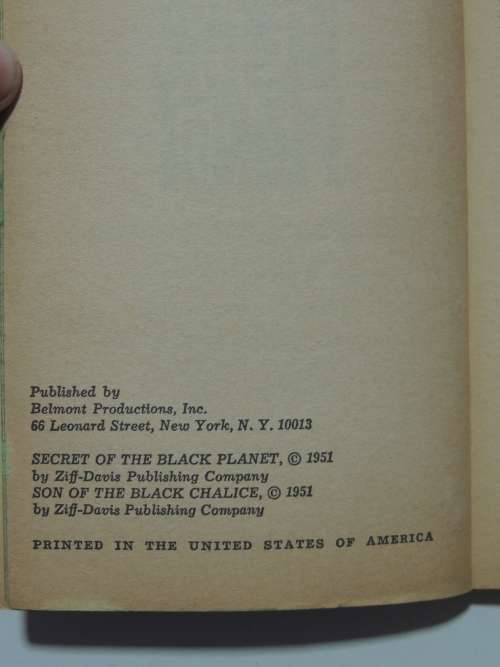 Published by
Belmont Productions, Inc.
66 Leonard Street, New York, N. Y. 10013
SECRET OF THE BLACK PLANET, © 1951
by Ziff-Davis Publishing Company
SON OF THE BLACK CHALICE, © 1951
by Ziff-Davis Publishing Company
PRINTED IN THE UNITED STATES OF AMERICA